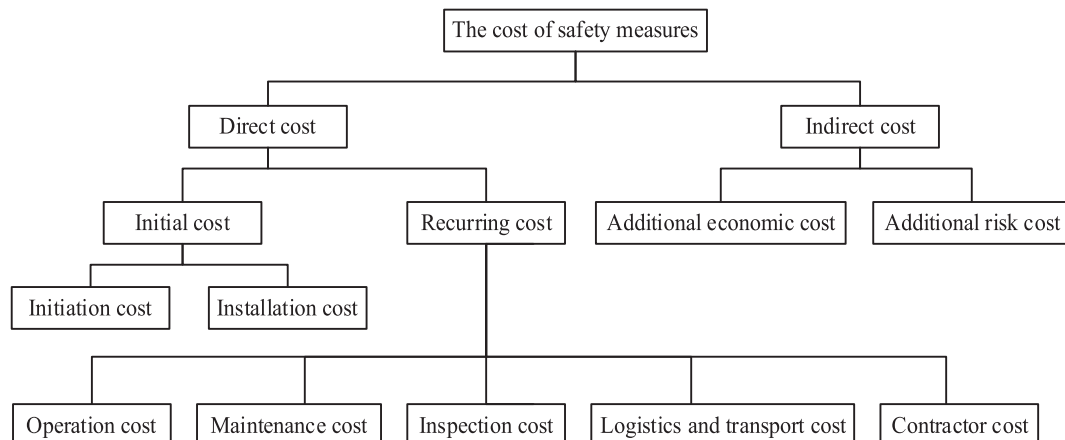 The cost of safety measures
Direct cost
Indirect cost
Initial cost
Recurring cost
Additional economic cost
Additional risk cost
Initiation cost
Installation cost
Operation cost
Maintenance cost
Inspection cost
Logistics and transport cost
Contractor cost